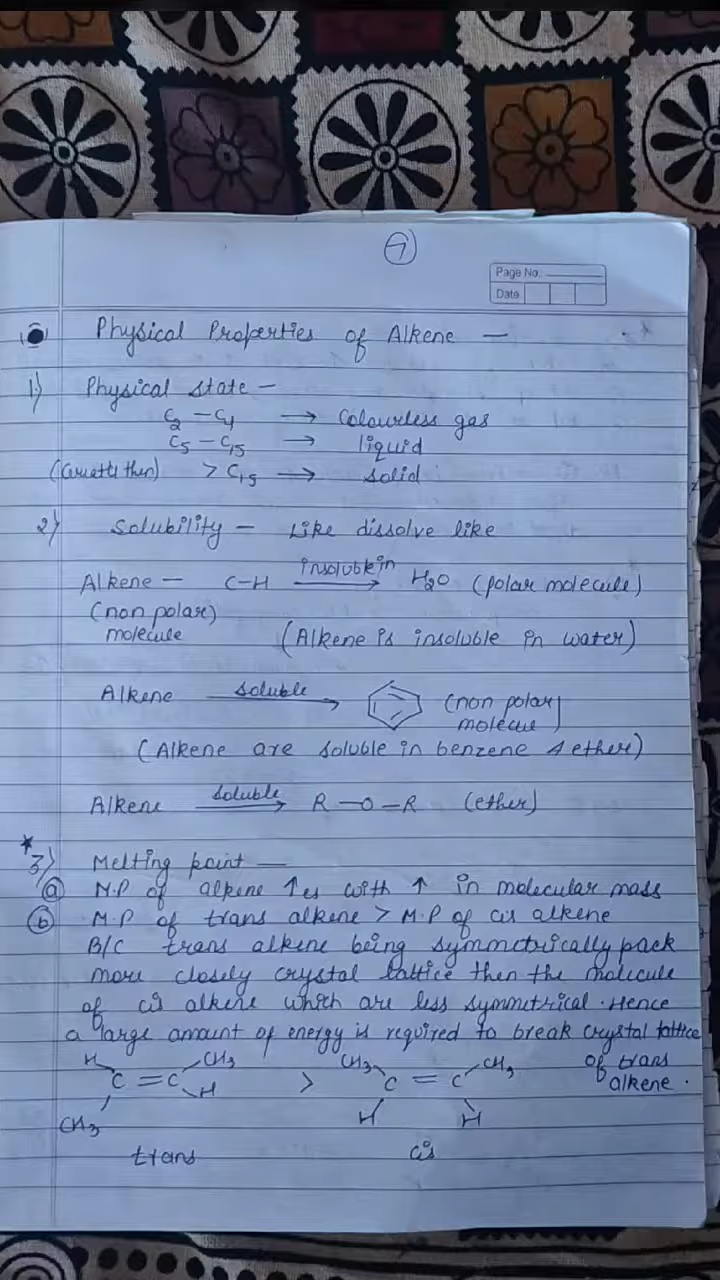 7
Page No.
Date
Physical Properties of Alkene —
1) Physical state —
C₂ – C₄ → Colourless gas
C₅ – C₁₅ → liquid
> C₁₅ → solid
2) Solubility — Like dissolve like
Alkene — C–H insoluble in → H₂O (polar molecule)
(non polar)
molecule
(Alkene is insoluble in water)
Alkene soluble → (non polar)
molecue
(Alkene are soluble in benzene & ether)
Alkene soluble → R–O–R (ether)
* 3) Melting point —
(a) M.P of alkene ↑es with ↑ in molecular mass
(b) M.P of trans alkene > M.P of cis alkene
B/C trans alkene being symmetrically pack
more closely crystal lattice then the molecule
of cis alkene which are less symmetrical. Hence
a large amount of energy is required to break crystal lattice
of trans
alkene.
H CH₃ CH₃ CH₃
C = C > C = C
CH₃ H H H
trans cis